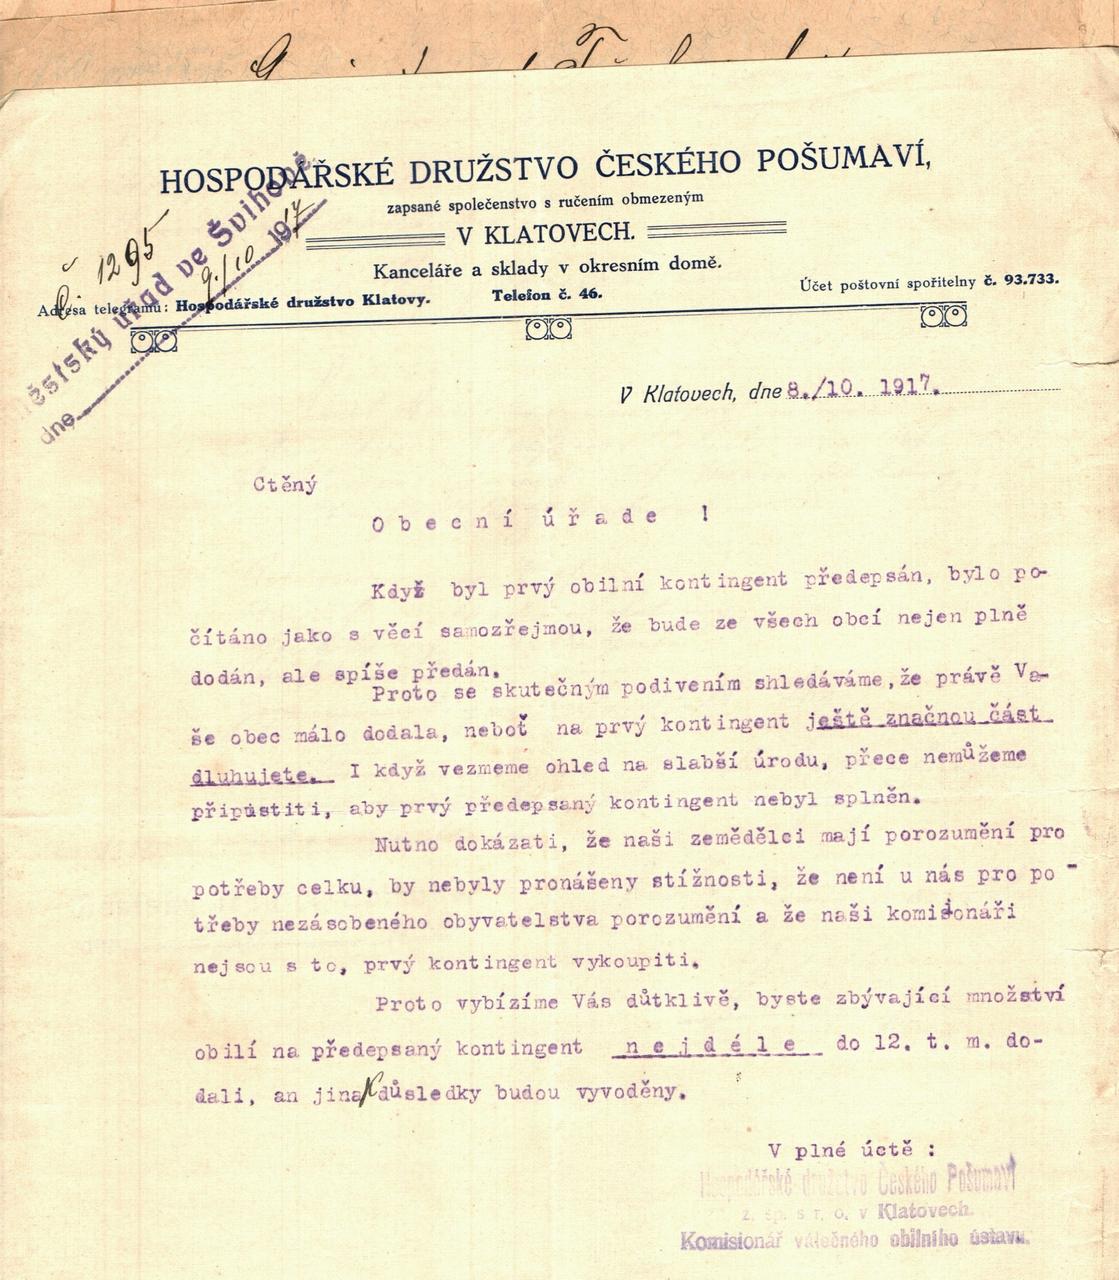 HOSPODÁŘSKÉ DRUŽSTVO ČESKÉHO POŠUMAVÍ,
zapsané společenstvo s ručením obmezeným
V KLATOVECH.
Kanceláře a sklady v okresním domě.
Adresa telegramů: Hospodářské družstvo Klatovy. Telefon č. 46. Účet poštovní spořitelny č. 93.733.
č. 1295
městský úřad ve Švihově
dne 9./10 1917
V Klatovech, dne 8./10. 1917.
Ctěný
Obecní úřade !
Když byl prvý obilní kontingent předepsán, bylo po-
čítáno jako s věcí samozřejmou, že bude ze všech obcí nejen plně
dodán, ale spíše předán.
Proto se skutečným podivením shledáváme, že právě Va-
še obec málo dodala, neboť na prvý kontingent ještě značnou část
dluhujete. I když vezmeme ohled na slabší úrodu, přece nemůžeme
připustiti, aby prvý předepsaný kontingent nebyl splněn.
Nutno dokázati, že naši zemědělci mají porozumění pro
potřeby celku, by nebyly pronášeny stížnosti, že není u nás pro po-
třeby nezásobeného obyvatelstva porozumění a že naši komisionáři
nejsou s to, prvý kontingent vykoupiti.
Proto vybízíme Vás důtklivě, byste zbývající množství
obilí na předepsaný kontingent nejdéle do 12. t. m. do-
dali, an jinak důsledky budou vyvoděny.
V plné úctě :
Hospodářské družstvo Českého Pošumaví
z. sp. s r. o. v Klatovech.
Komisionář válečného obilního ústavu.